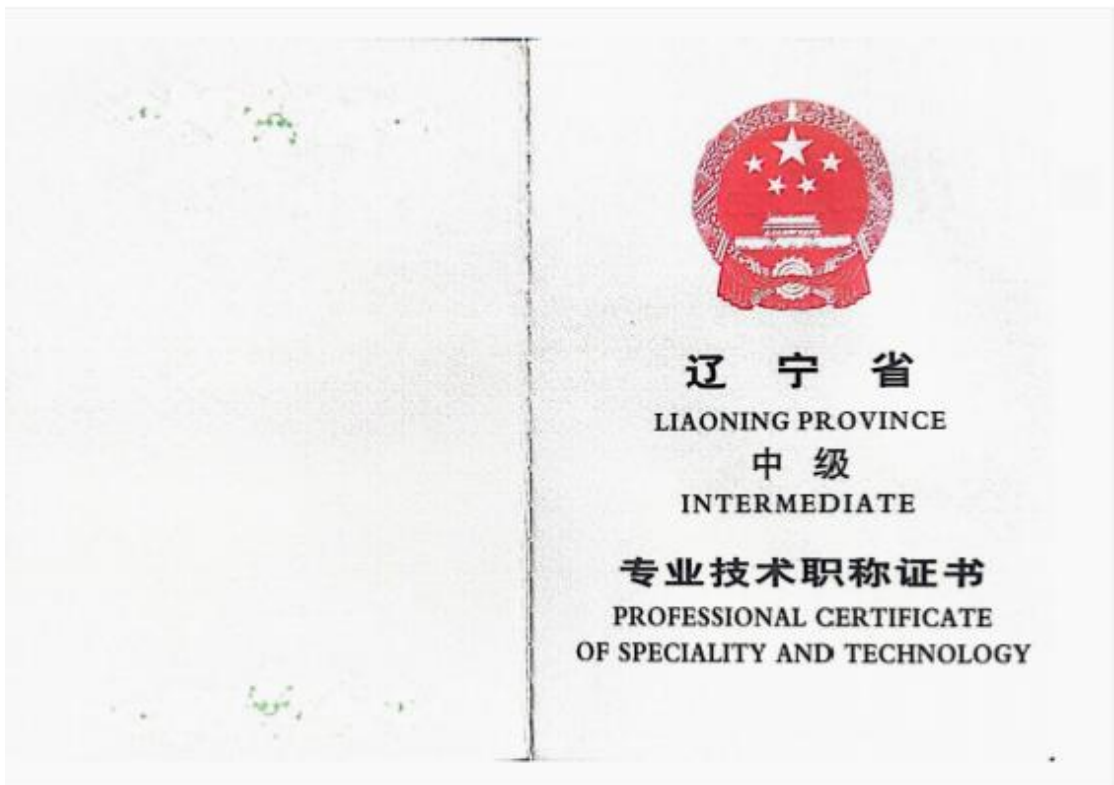 辽宁省
LIAONING PROVINCE
中级
INTERMEDIATE
专业技术职称证书
PROFESSIONAL CERTIFICATE
OF SPECIALITY AND TECHNOLOGY